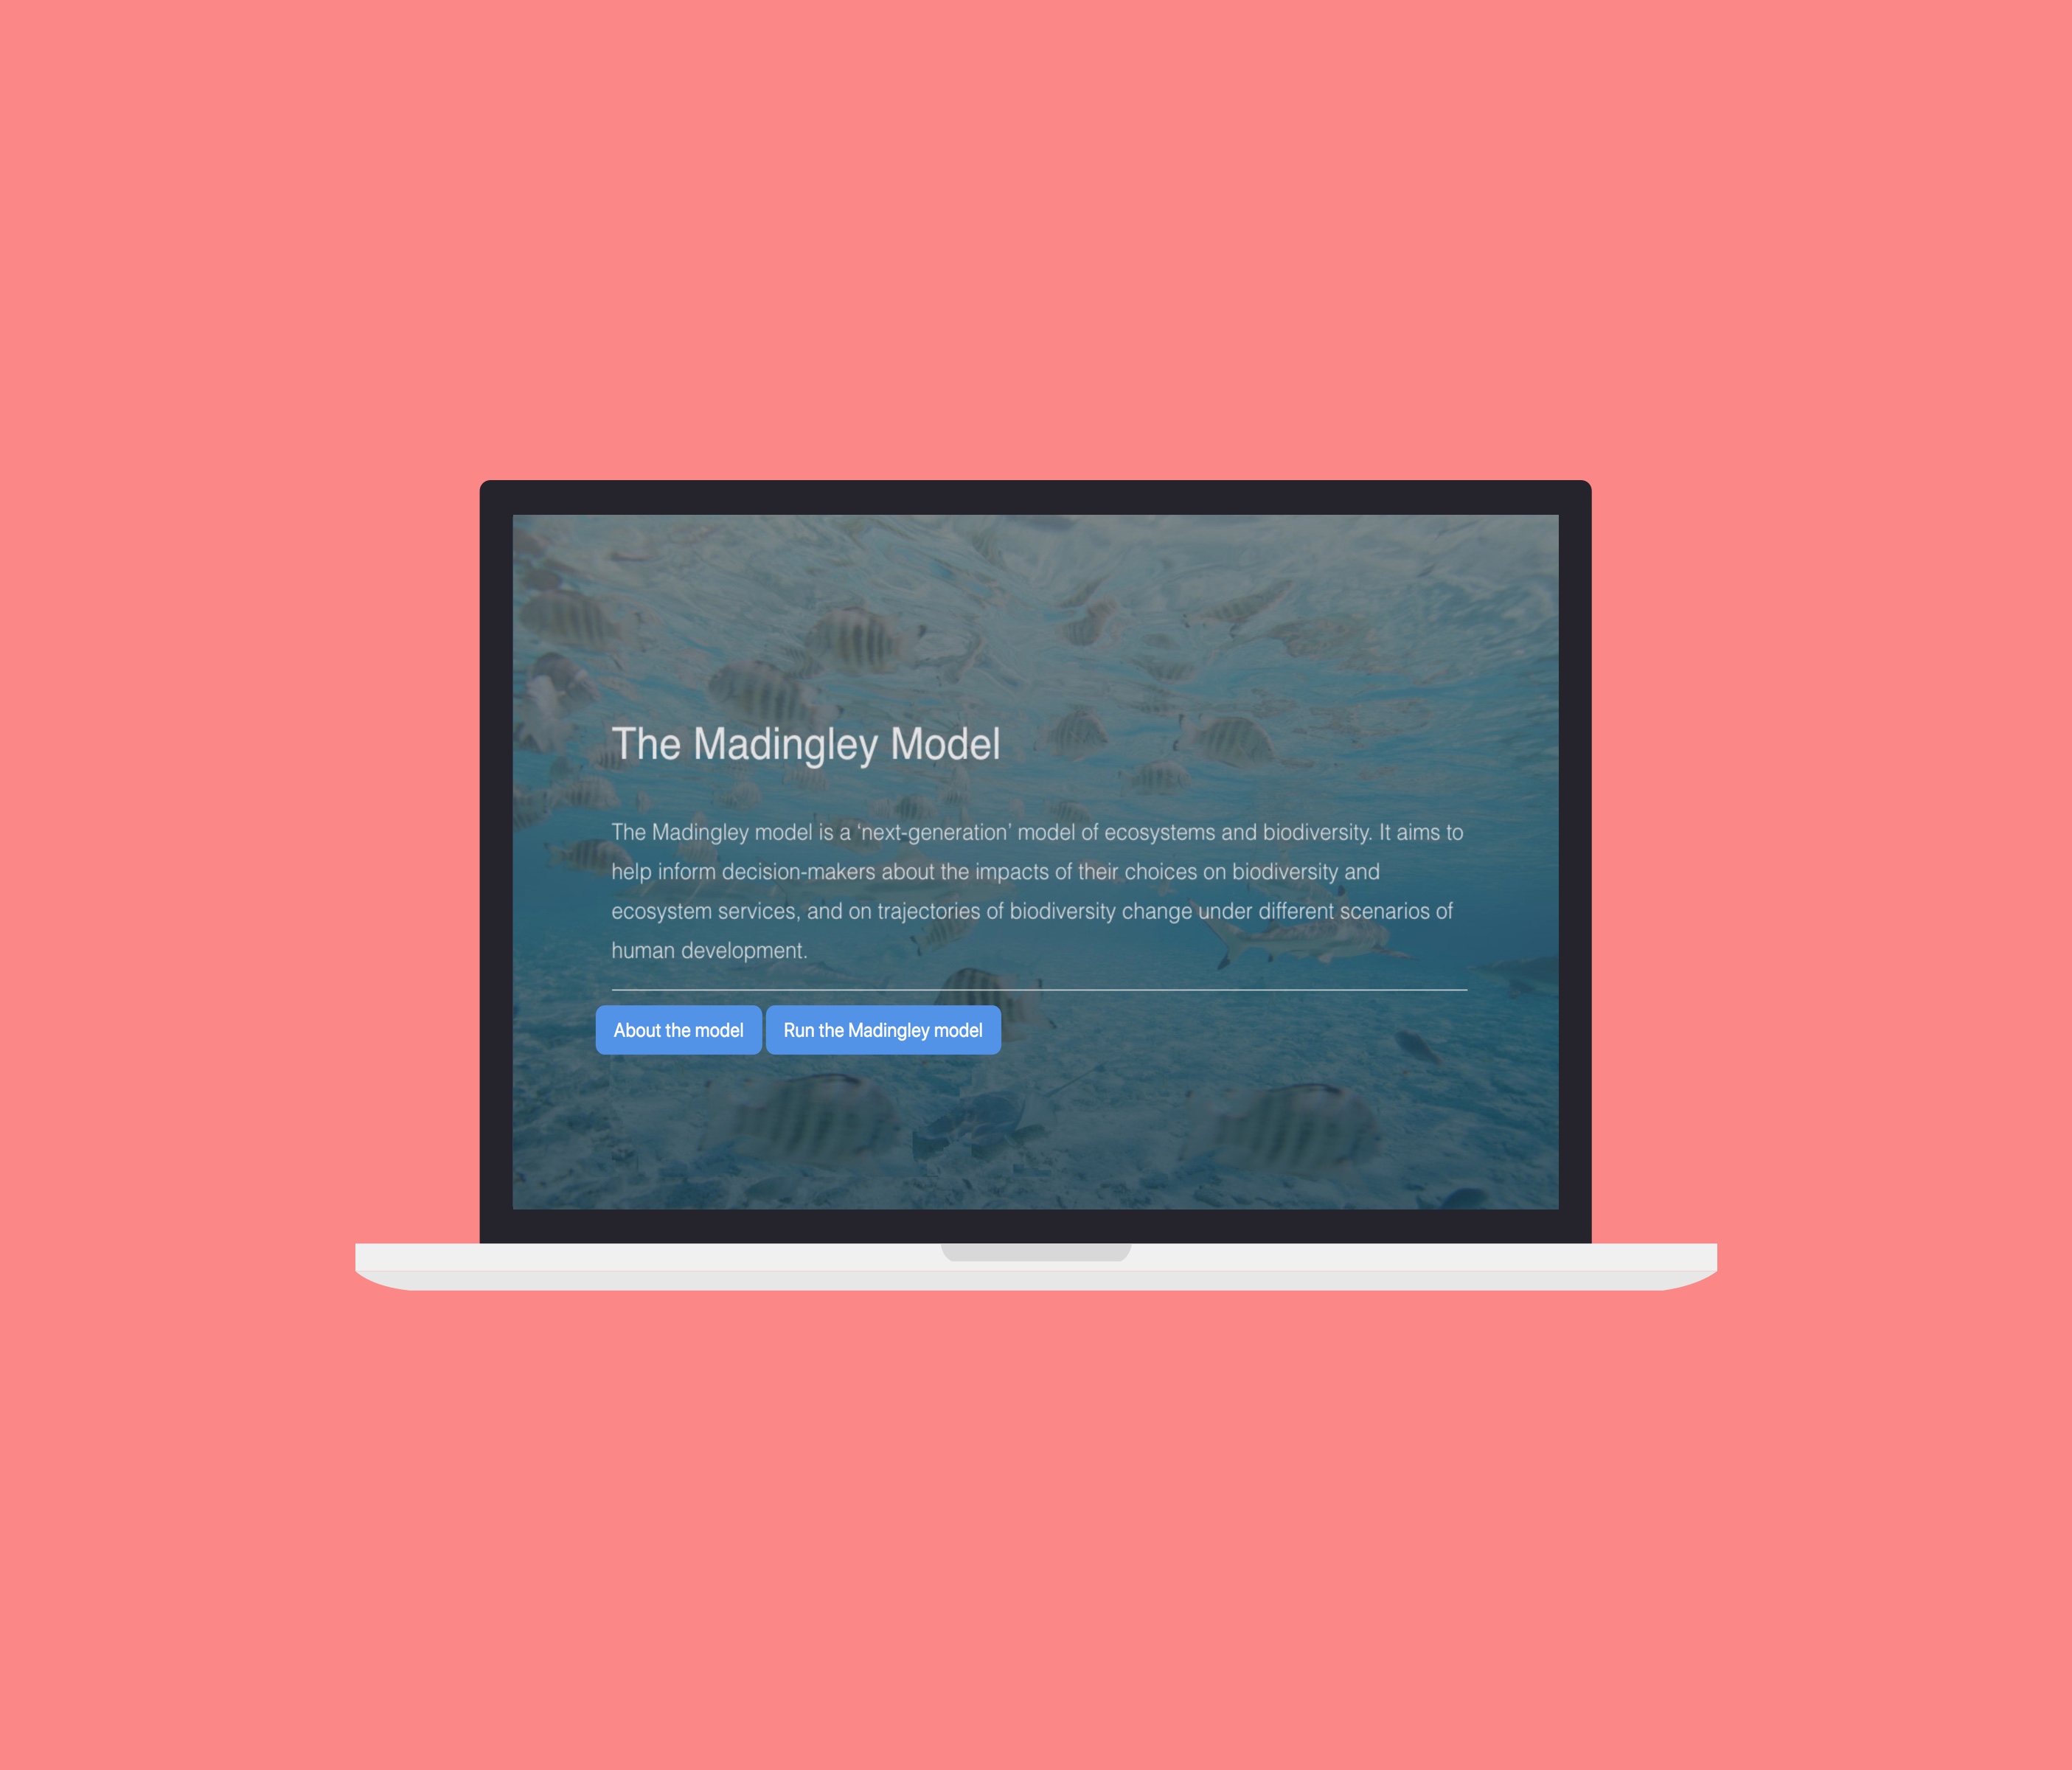 The Madingley Model
The Madingley model is a ‘next-generation’ model of ecosystems and biodiversity. It aims to
help inform decision-makers about the impacts of their choices on biodiversity and
ecosystem services, and on trajectories of biodiversity change under different scenarios of
human development.
About the model
Run the Madingley model